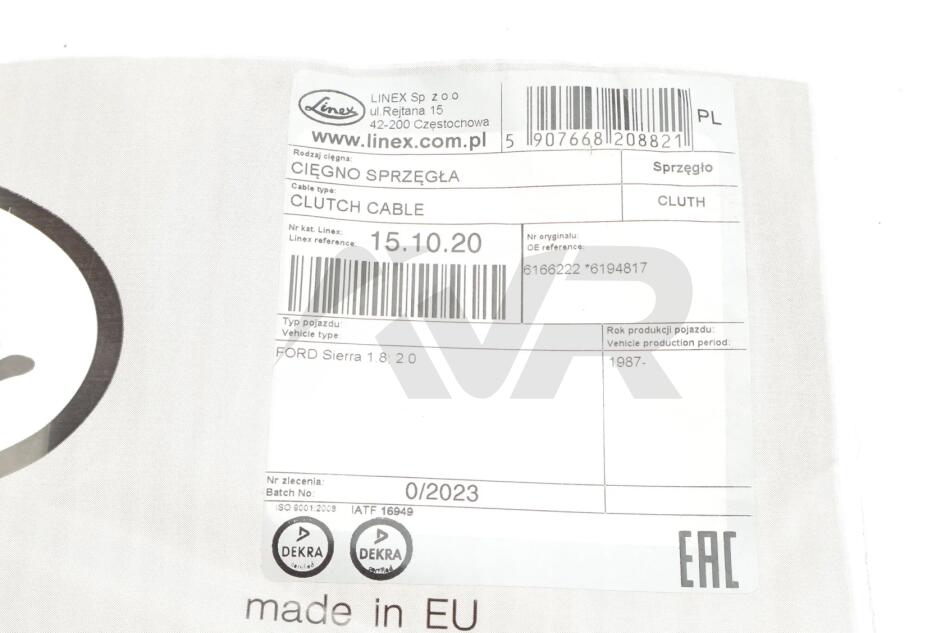 Linex
LINEX Sp z o.o
ul.Rejtana 15
42-200 Częstochowa
www.linex.com.pl
5 907668 208821
PL
Rodzaj cięgna:
CIĘGNO SPRZĘGŁA
Sprzęgło
Cable type:
CLUTCH CABLE
CLUTH
Nr kat. Linex:
Linex reference:
15.10.20
Nr oryginału:
OE reference:
6166222 *6194817
Typ pojazdu:
Vehicle type:
Rok produkcji pojazdu:
Vehicle production period:
FORD Sierra 1.8, 2.0
1987-
Nr zlecenia:
Batch No:
0/2023
ISO 9001:2008
IATF 16949
DEKRA
certified
DEKRA
certified
EAC
made in EU